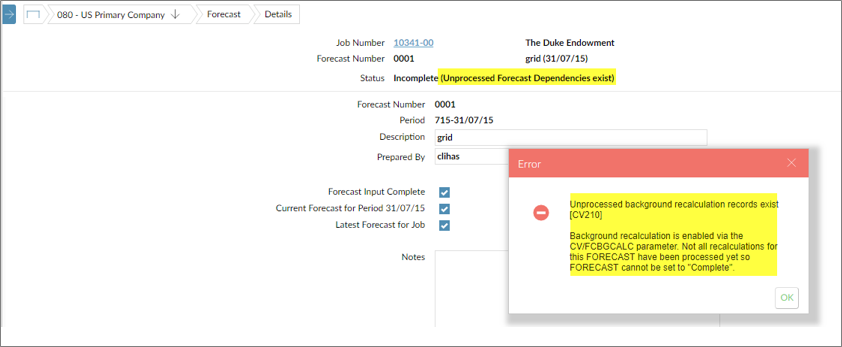 080 - US Primary Company ↓ Forecast Details
Job Number 10341-00 The Duke Endowment
Forecast Number 0001 grid (31/07/15)
Status Incomplete (Unprocessed Forecast Dependencies exist)
Forecast Number 0001
Period 715-31/07/15
Description grid
Prepared By clihas
Forecast Input Complete
Current Forecast for Period 31/07/15
Latest Forecast for Job
Notes
Error
Unprocessed background recalculation records exist
[CV210]
Background recalculation is enabled via the
CV/FCBGCALC parameter. Not all recalculations for
this FORECAST have been processed yet so
FORECAST cannot be set to "Complete".
OK